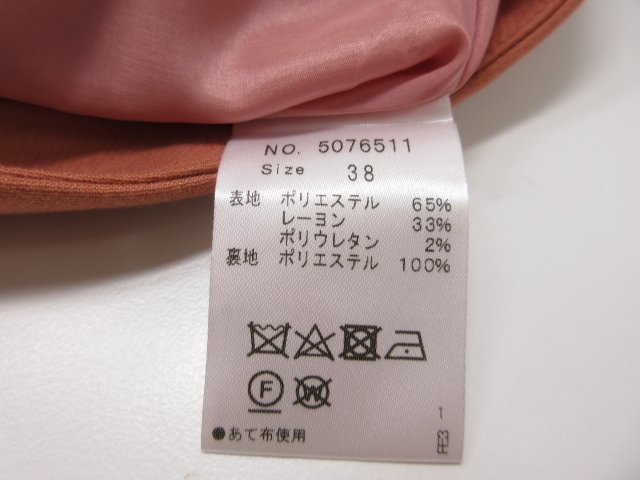 NO. 5076511
Size 38
表地 ポリエステル 65%
レーヨン 33%
ポリウレタン 2%
裏地 ポリエステル 100%
F W
1
●あて布使用